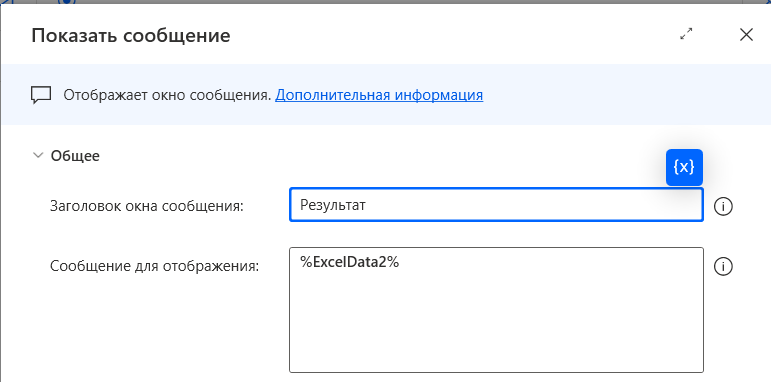 Показать сообщение
Отображает окно сообщения. Дополнительная информация
Общее
{x}
Заголовок окна сообщения: Результат
Сообщение для отображения: %ExcelData2%